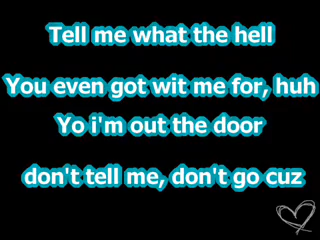 Tell me what the hell
You even got wit me for, huh
Yo i'm out the door
don't tell me, don't go cuz